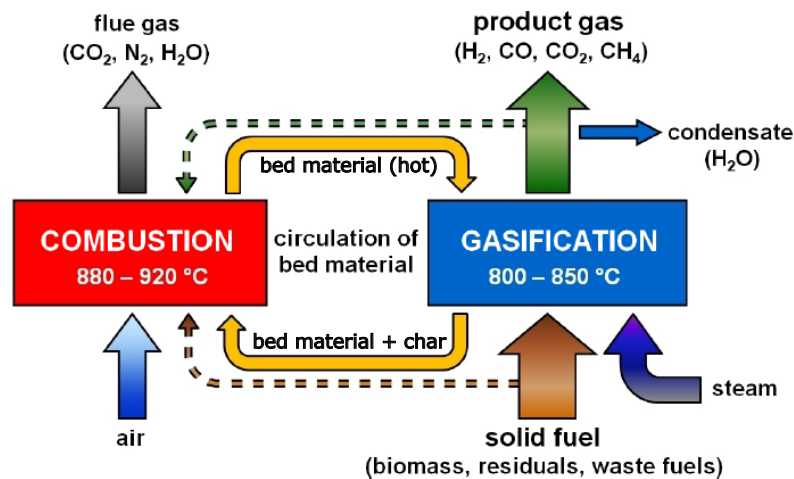 flue gas
(CO₂, N₂, H₂O)
product gas
(H₂, CO, CO₂, CH₄)
condensate
(H₂O)
bed material (hot)
COMBUSTION
880 – 920 °C
circulation of
bed material
GASIFICATION
800 – 850 °C
bed material + char
air
solid fuel
(biomass, residuals, waste fuels)
steam